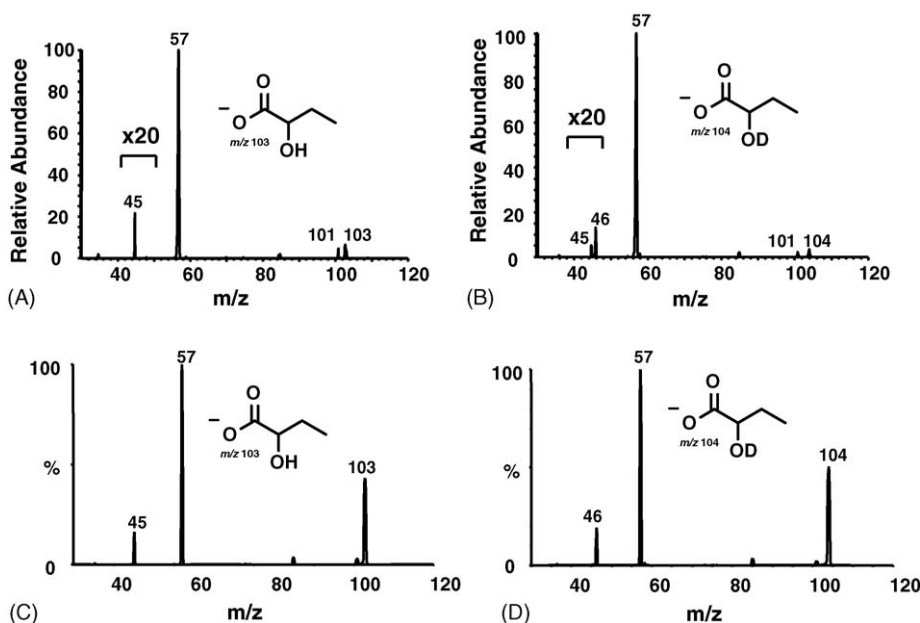 57
100
80
60
40
20
0
Relative Abundance
x20
45
101 103
O
−
O
m/z 103
OH
40 60 80 100 120
m/z
(A)
57
100
80
60
40
20
0
Relative Abundance
x20
45
46
101 104
O
−
O
m/z 104
OD
40 60 80 100 120
m/z
(B)
57
100
%
0
45
103
O
−
O
m/z 103
OH
40 60 80 100 120
m/z
(C)
57
100
%
0
46
104
O
−
O
m/z 104
OD
40 60 80 100 120
m/z
(D)